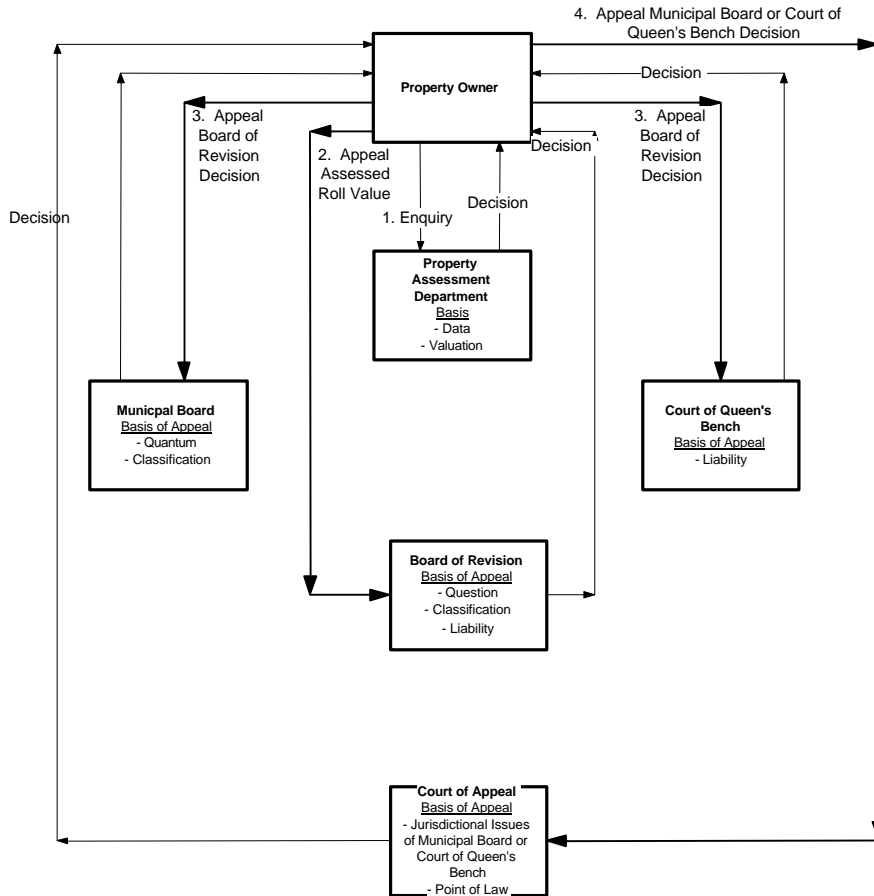 4. Appeal Municipal Board or Court of
Queen's Bench Decision
Property Owner
Decision
3. Appeal
Board of
Revision
Decision
2. Appeal
Assessed
Roll Value
Decision
3. Appeal
Board of
Revision
Decision
Decision
1. Enquiry
Decision
Property
Assessment
Department
Basis
- Data
- Valuation
Municpal Board
Basis of Appeal
- Quantum
- Classification
Court of Queen's
Bench
Basis of Appeal
- Liability
Board of Revision
Basis of Appeal
- Question
- Classification
- Liability
Court of Appeal
Basis of Appeal
- Jurisdictional Issues
of Municipal Board or
Court of Queen's
Bench
- Point of Law